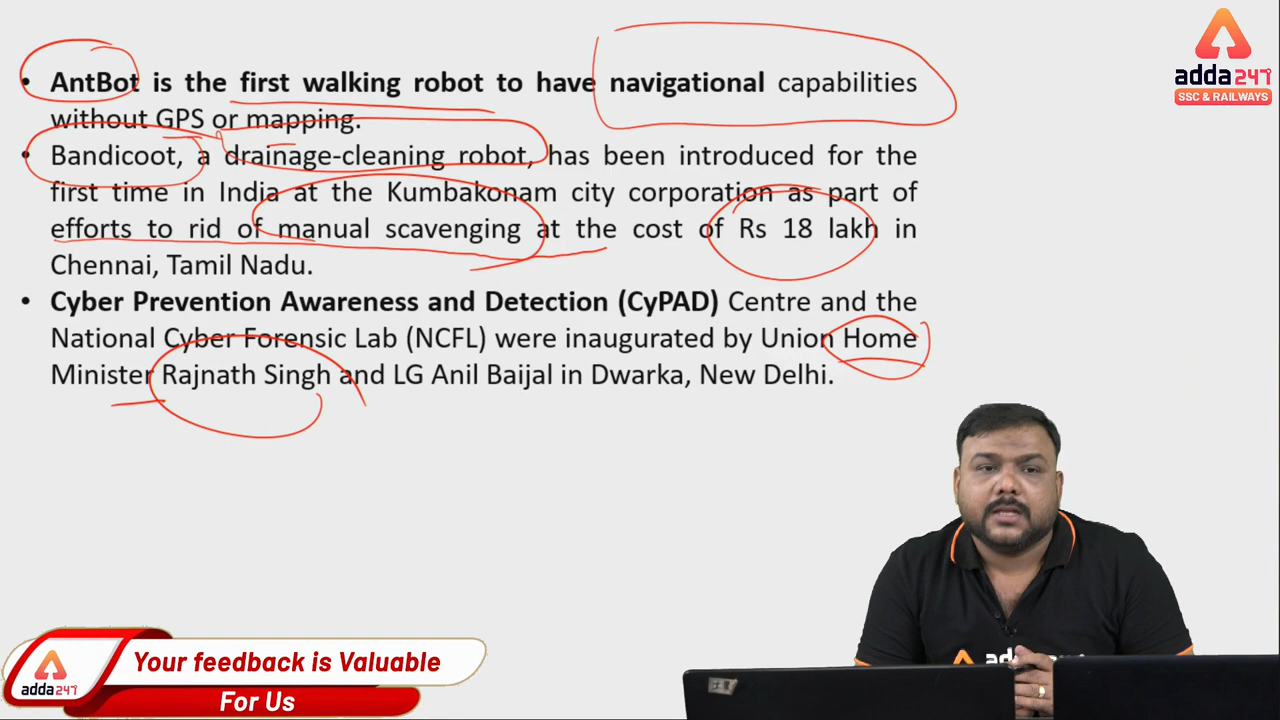 • AntBot is the first walking robot to have navigational capabilities
without GPS or mapping.
• Bandicoot, a drainage-cleaning robot, has been introduced for the
first time in India at the Kumbakonam city corporation as part of
efforts to rid of manual scavenging at the cost of Rs 18 lakh in
Chennai, Tamil Nadu.
• Cyber Prevention Awareness and Detection (CyPAD) Centre and the
National Cyber Forensic Lab (NCFL) were inaugurated by Union Home
Minister Rajnath Singh and LG Anil Baijal in Dwarka, New Delhi.
adda247
SSC & RAILWAYS
adda247
Your feedback is Valuable
For Us